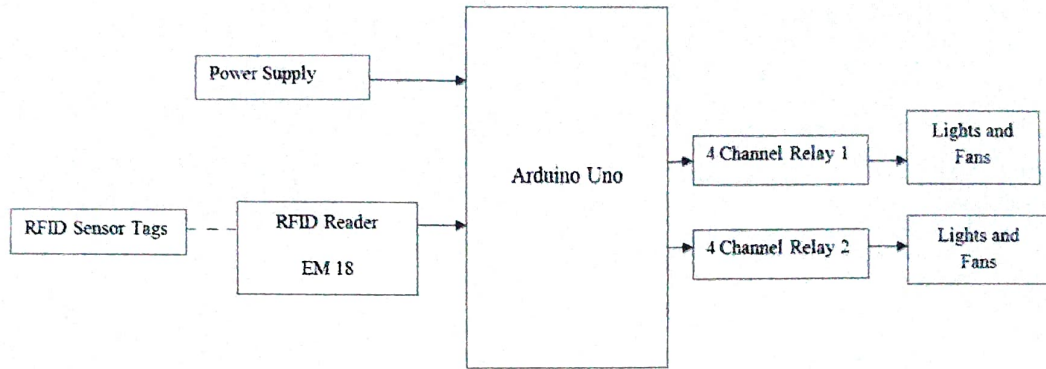 Power Supply
RFID Sensor Tags
RFID Reader
EM 18
Arduino Uno
4 Channel Relay 1
Lights and
Fans
4 Channel Relay 2
Lights and
Fans